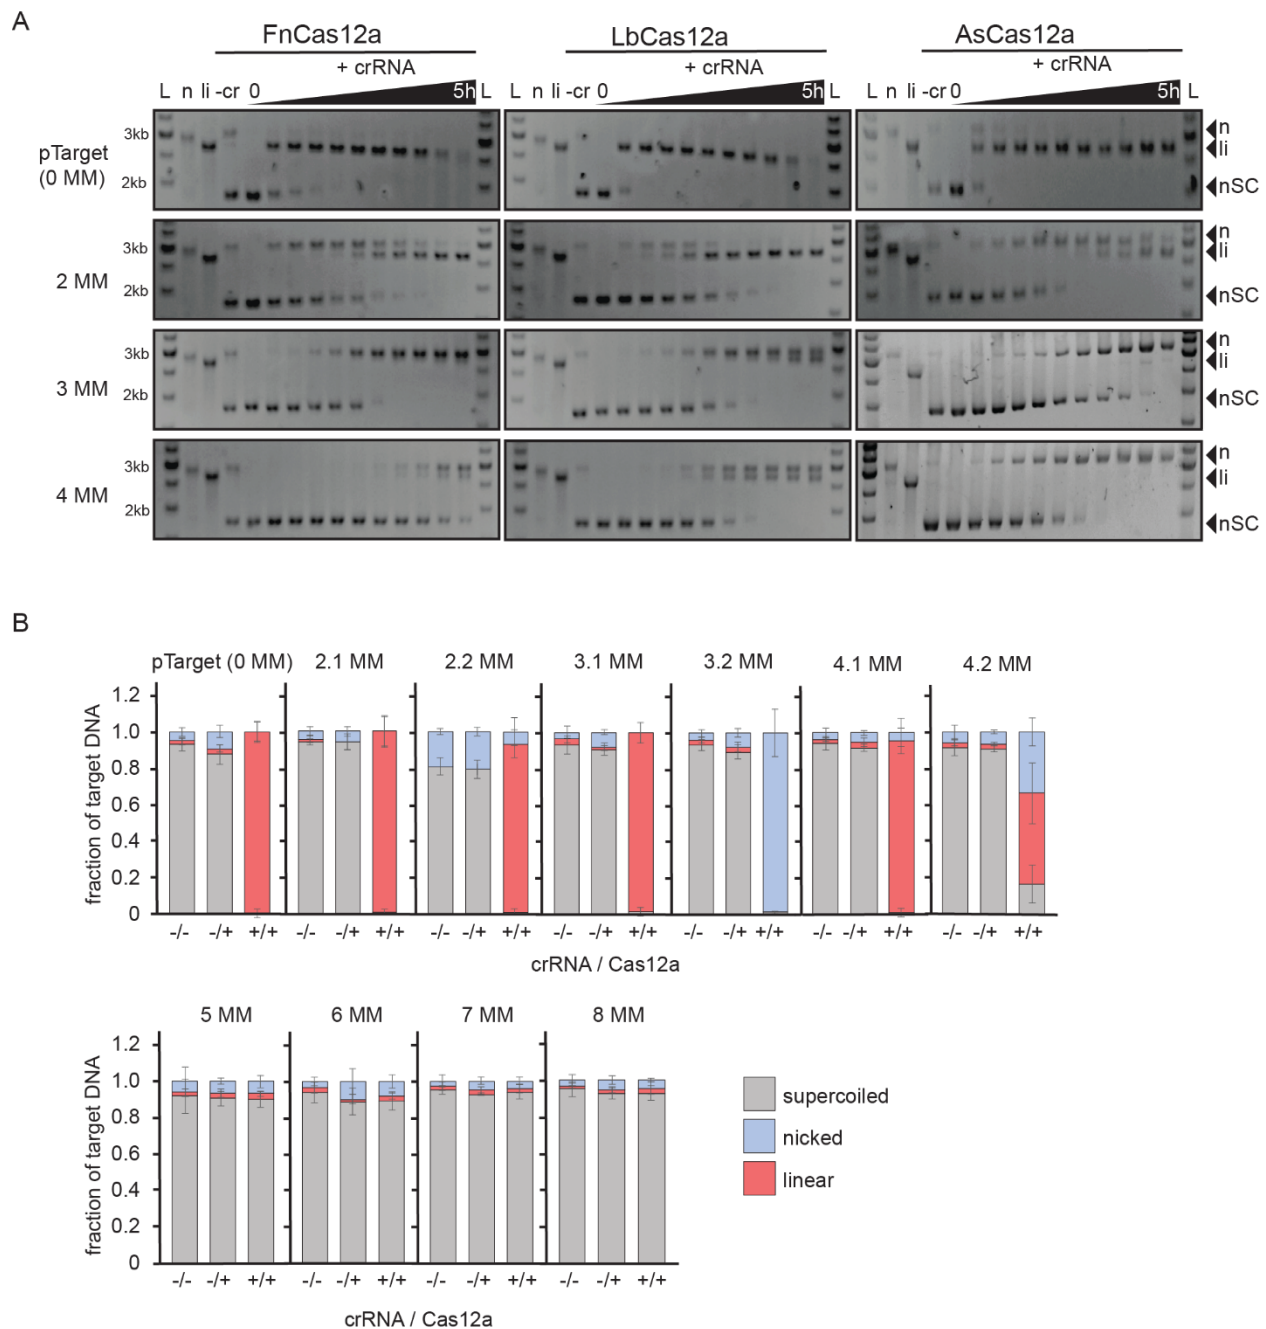 A
FnCas12a LbCas12a AsCas12a
+ crRNA + crRNA + crRNA
L n li -cr 0 5h L L n li -cr 0 5h L L n li -cr 0 5h L
pTarget
(0 MM)
3kb
2kb
n
li
nSC
2 MM
3kb
2kb
n
li
nSC
3 MM
3kb
2kb
n
li
nSC
4 MM
3kb
2kb
n
li
nSC
B
pTarget (0 MM) 2.1 MM 2.2 MM 3.1 MM 3.2 MM 4.1 MM 4.2 MM
fraction of target DNA
1.2
1.0
0.8
0.6
0.4
0.2
0
-/- -/+ +/+ -/- -/+ +/+ -/- -/+ +/+ -/- -/+ +/+ -/- -/+ +/+ -/- -/+ +/+ -/- -/+ +/+
crRNA / Cas12a
5 MM 6 MM 7 MM 8 MM
fraction of target DNA
1.2
1.0
0.8
0.6
0.4
0.2
0
-/- -/+ +/+ -/- -/+ +/+ -/- -/+ +/+ -/- -/+ +/+
crRNA / Cas12a
supercoiled
nicked
linear